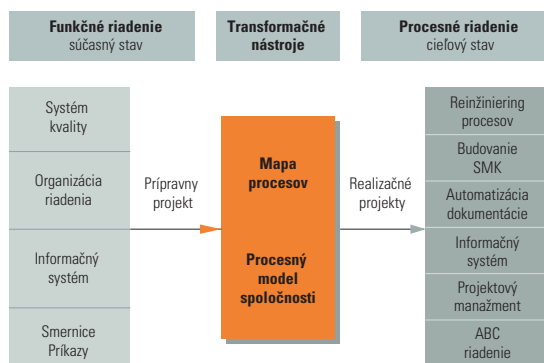 Funkčné riadenie
súčasný stav
Transformačné
nástroje
Procesné riadenie
cieľový stav
Systém
kvality
Organizácia
riadenia
Informačný
systém
Smernice
Príkazy
Prípravny
projekt
Mapa
procesov
Procesný
model
spoločnosti
Realizačné
projekty
Reinžiniering
procesov
Budovanie
SMK
Automatizácia
dokumentácie
Informačný
systém
Projektový
manažment
ABC
riadenie